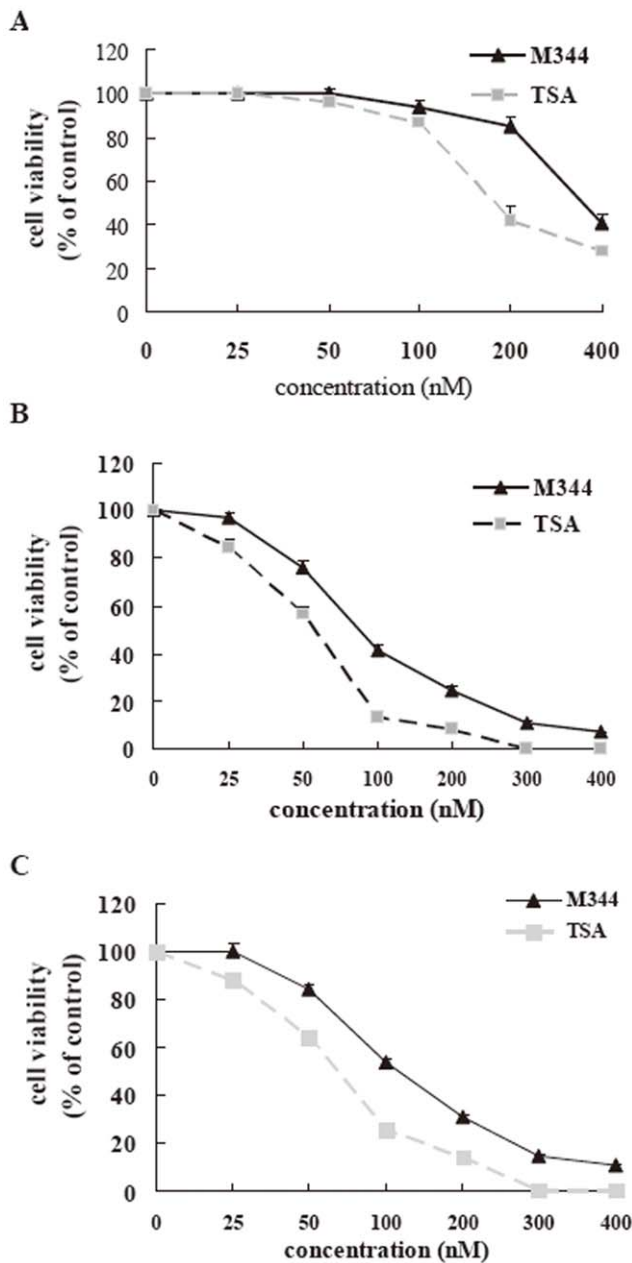 A
120
100
80
60
40
20
0
cell viability
(% of control)
M344
TSA
0 25 50 100 200 400
concentration (nM)
B
120
100
80
60
40
20
0
cell viability
(% of control)
M344
TSA
0 25 50 100 200 300 400
concentration (nM)
C
120
100
80
60
40
20
0
cell viability
(% of control)
M344
TSA
0 25 50 100 200 300 400
concentration (nM)